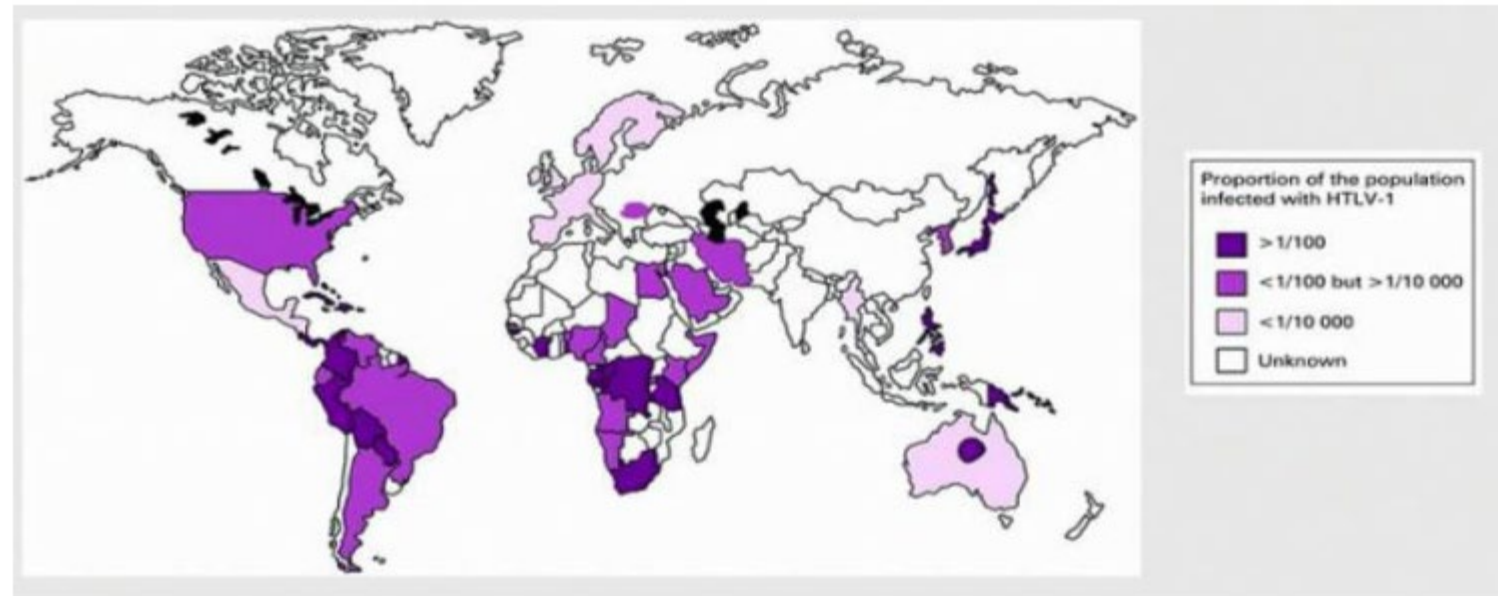 Proportion of the population
infected with HTLV-1
>1/100
<1/100 but >1/10 000
<1/10 000
Unknown